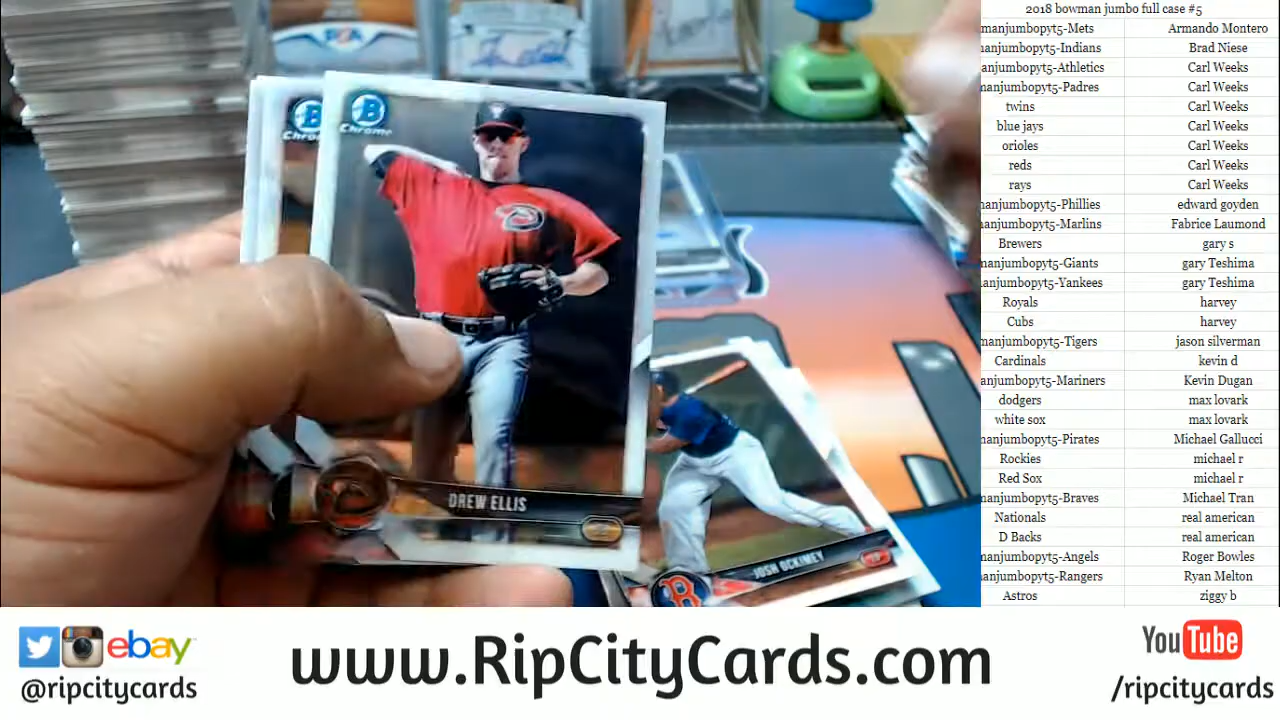 2018 bowman jumbo full case #5
manjumbopyt5-Mets Armando Montero
manjumbopyt5-Indians Brad Niese
anjumbopyt5-Athletics Carl Weeks
manjumbopyt5-Padres Carl Weeks
twins Carl Weeks
blue jays Carl Weeks
orioles Carl Weeks
reds Carl Weeks
rays Carl Weeks
manjumbopyt5-Phillies edward goyden
manjumbopyt5-Marlins Fabrice Laumond
Brewers gary s
manjumbopyt5-Giants gary Teshima
manjumbopyt5-Yankees gary Teshima
Royals harvey
Cubs harvey
manjumbopyt5-Tigers jason silverman
Cardinals kevin d
anjumbopyt5-Mariners Kevin Dugan
dodgers max lovark
white sox max lovark
manjumbopyt5-Pirates Michael Gallucci
Rockies michael r
Red Sox michael r
manjumbopyt5-Braves Michael Tran
Nationals real american
D Backs real american
manjumbopyt5-Angels Roger Bowles
anjumbopyt5-Rangers Ryan Melton
Astros ziggy b
B Chrome
B Chrome
DREW ELLIS
JOSH OCKIMEY
B
ebay
@ripcitycards
www.RipCityCards.com
YouTube
/ripcitycards